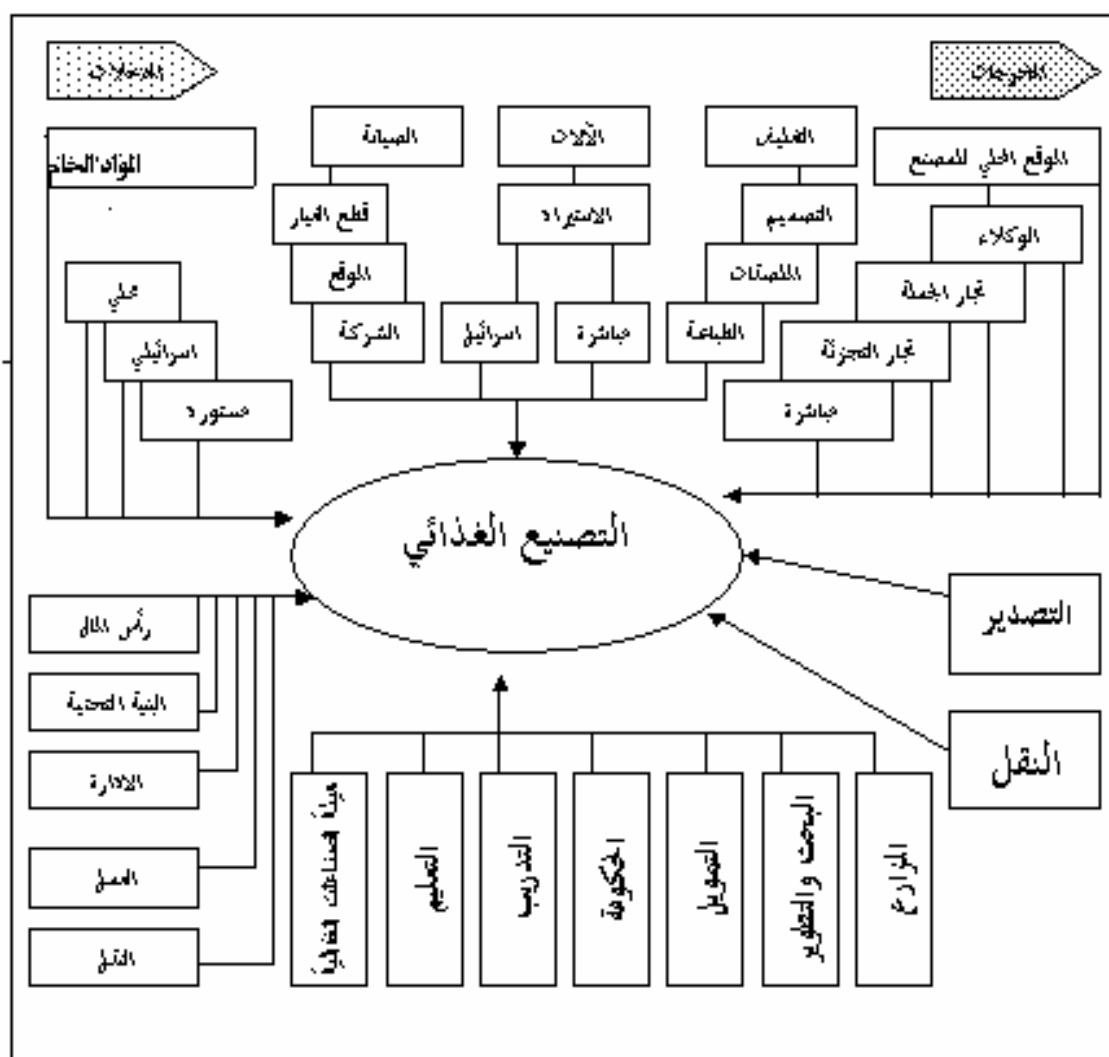 المدخلات
المخرجات
المواد الخام
الصيانة
الآلات
التغليف
الموقع المحلي للمصنع
قطع الغيار
الاستيراد
التصميم
الوكلاء
محلي
الموقع
الملصقات
تجار الجملة
اسرائيلي
الشركة
اسرائيل
مباشرة
الطباعة
تجار التجزئة
مستورد
مباشرة
التصنيع الغذائي
رأس المال
التصدير
البنية التحتية
النقل
الادارة
العمل
النقل
هيئة الصناعات الغذائية
التعليم
التدريب
الحكومة
التمويل
البحث والتطوير
المزارع